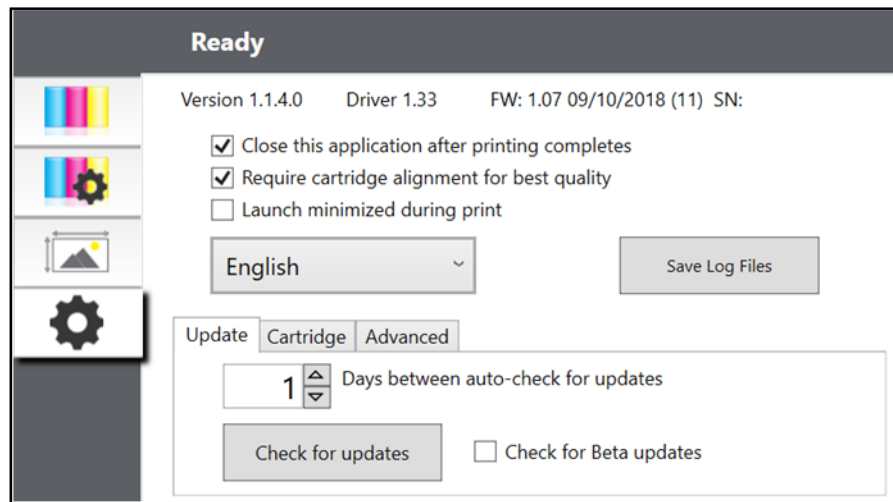 Ready
Version 1.1.4.0 Driver 1.33 FW: 1.07 09/10/2018 (11) SN:
Close this application after printing completes
Require cartridge alignment for best quality
Launch minimized during print
English Save Log Files
Update Cartridge Advanced
1 Days between auto-check for updates
Check for updates Check for Beta updates